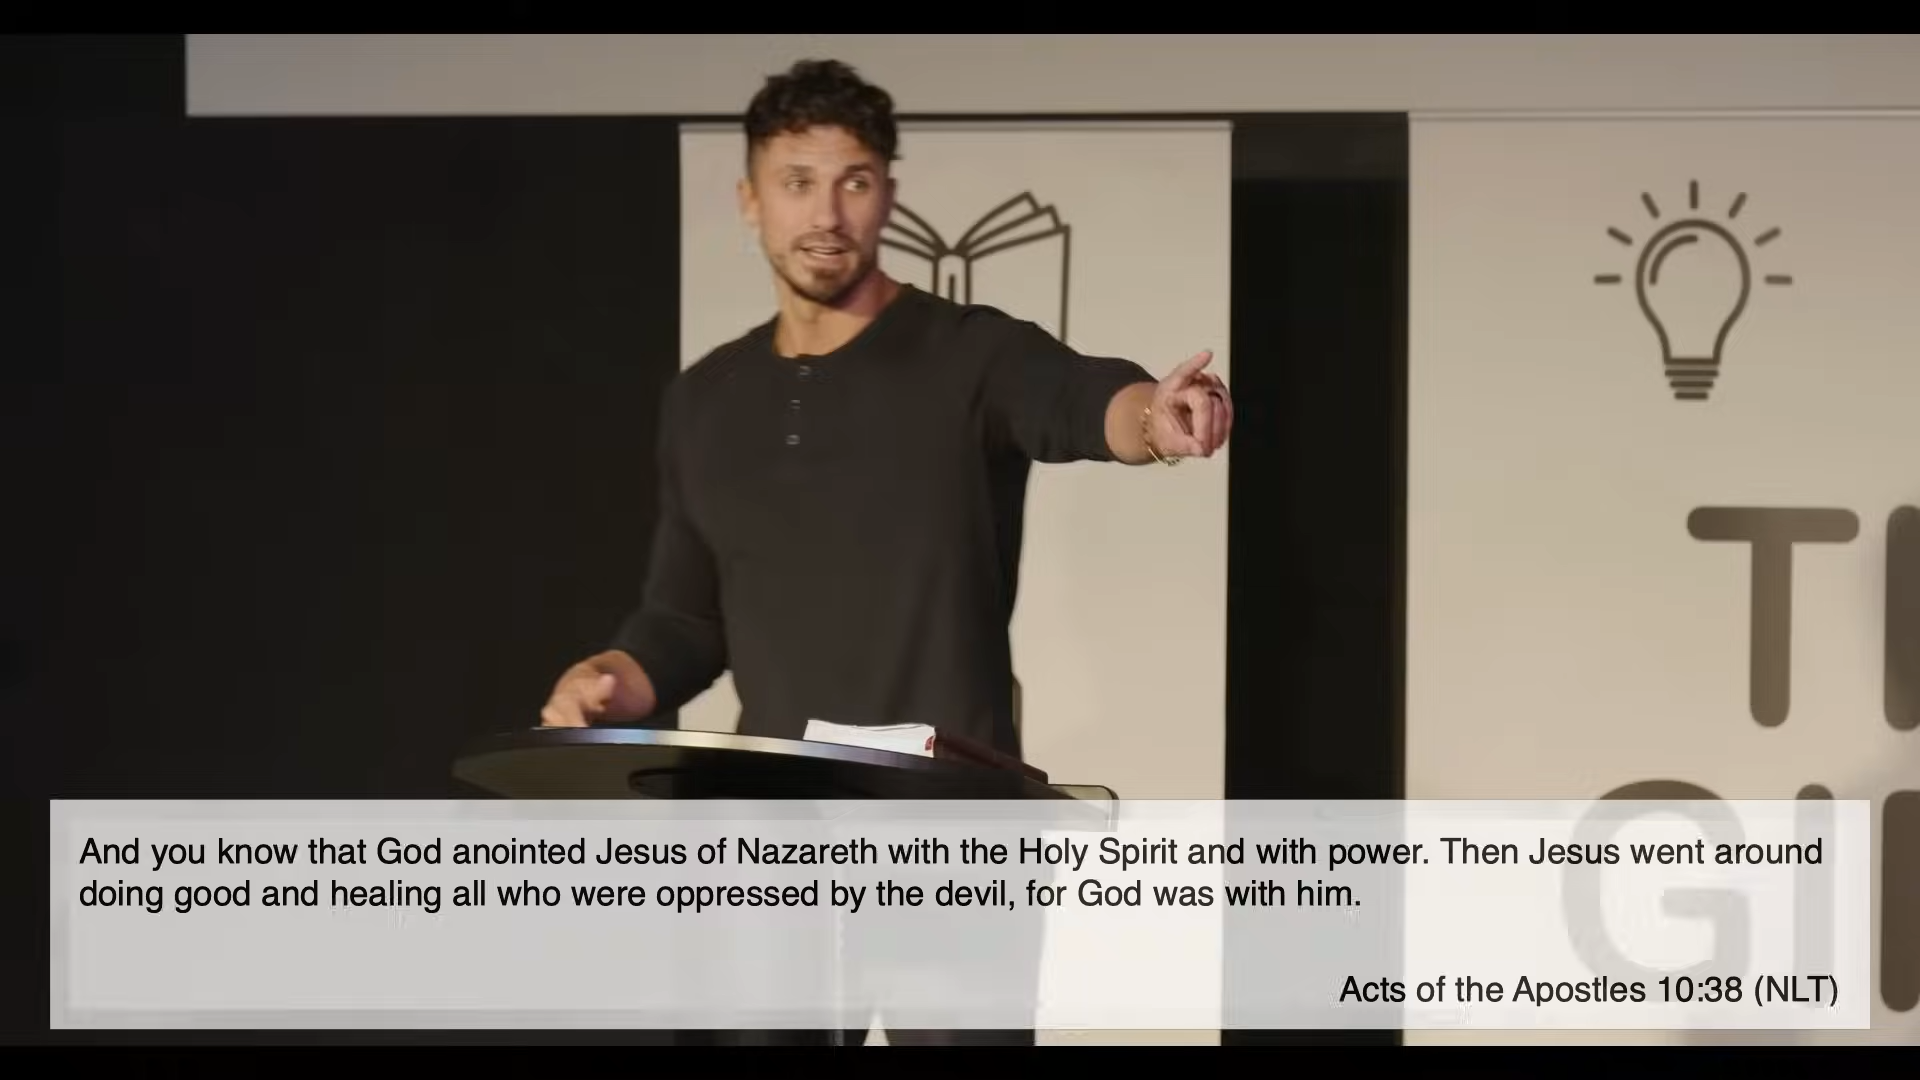 And you know that God anointed Jesus of Nazareth with the Holy Spirit and with power. Then Jesus went around
doing good and healing all who were oppressed by the devil, for God was with him.
Acts of the Apostles 10:38 (NLT)